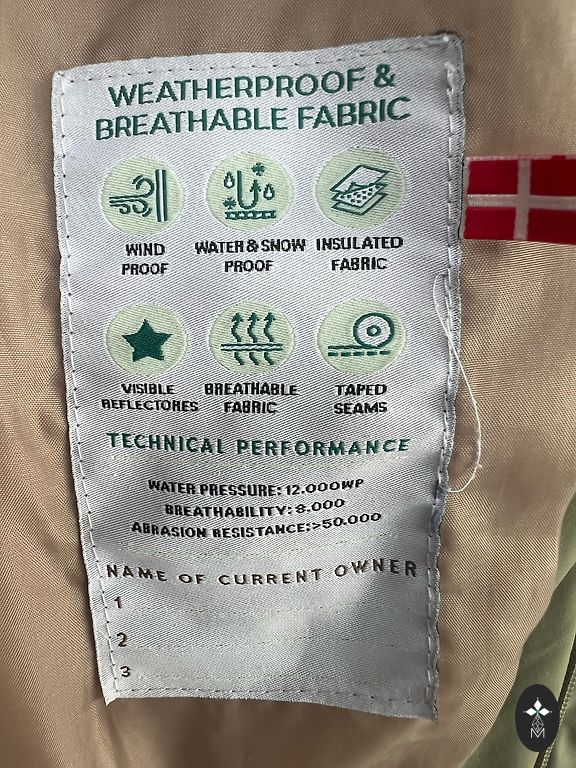 WEATHERPROOF &
BREATHABLE FABRIC
WIND
PROOF
WATER & SNOW
PROOF
INSULATED
FABRIC
VISIBLE
REFLECTORES
BREATHABLE
FABRIC
TAPED
SEAMS
TECHNICAL PERFORMANCE
WATER PRESSURE: 12.000WP
BREATHABILITY: 8.000
ABRASION RESISTANCE:>50.000
NAME OF CURRENT OWNER
1
2
3
M